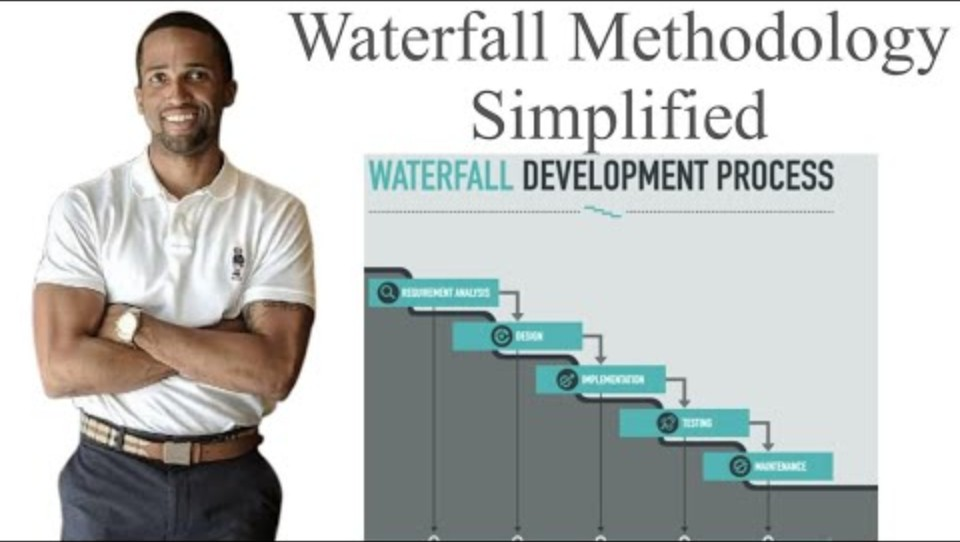 Waterfall Methodology
Simplified
WATERFALL DEVELOPMENT PROCESS
REQUIREMENT ANALYSIS
DESIGN
IMPLEMENTATION
TESTING
MAINTENANCE